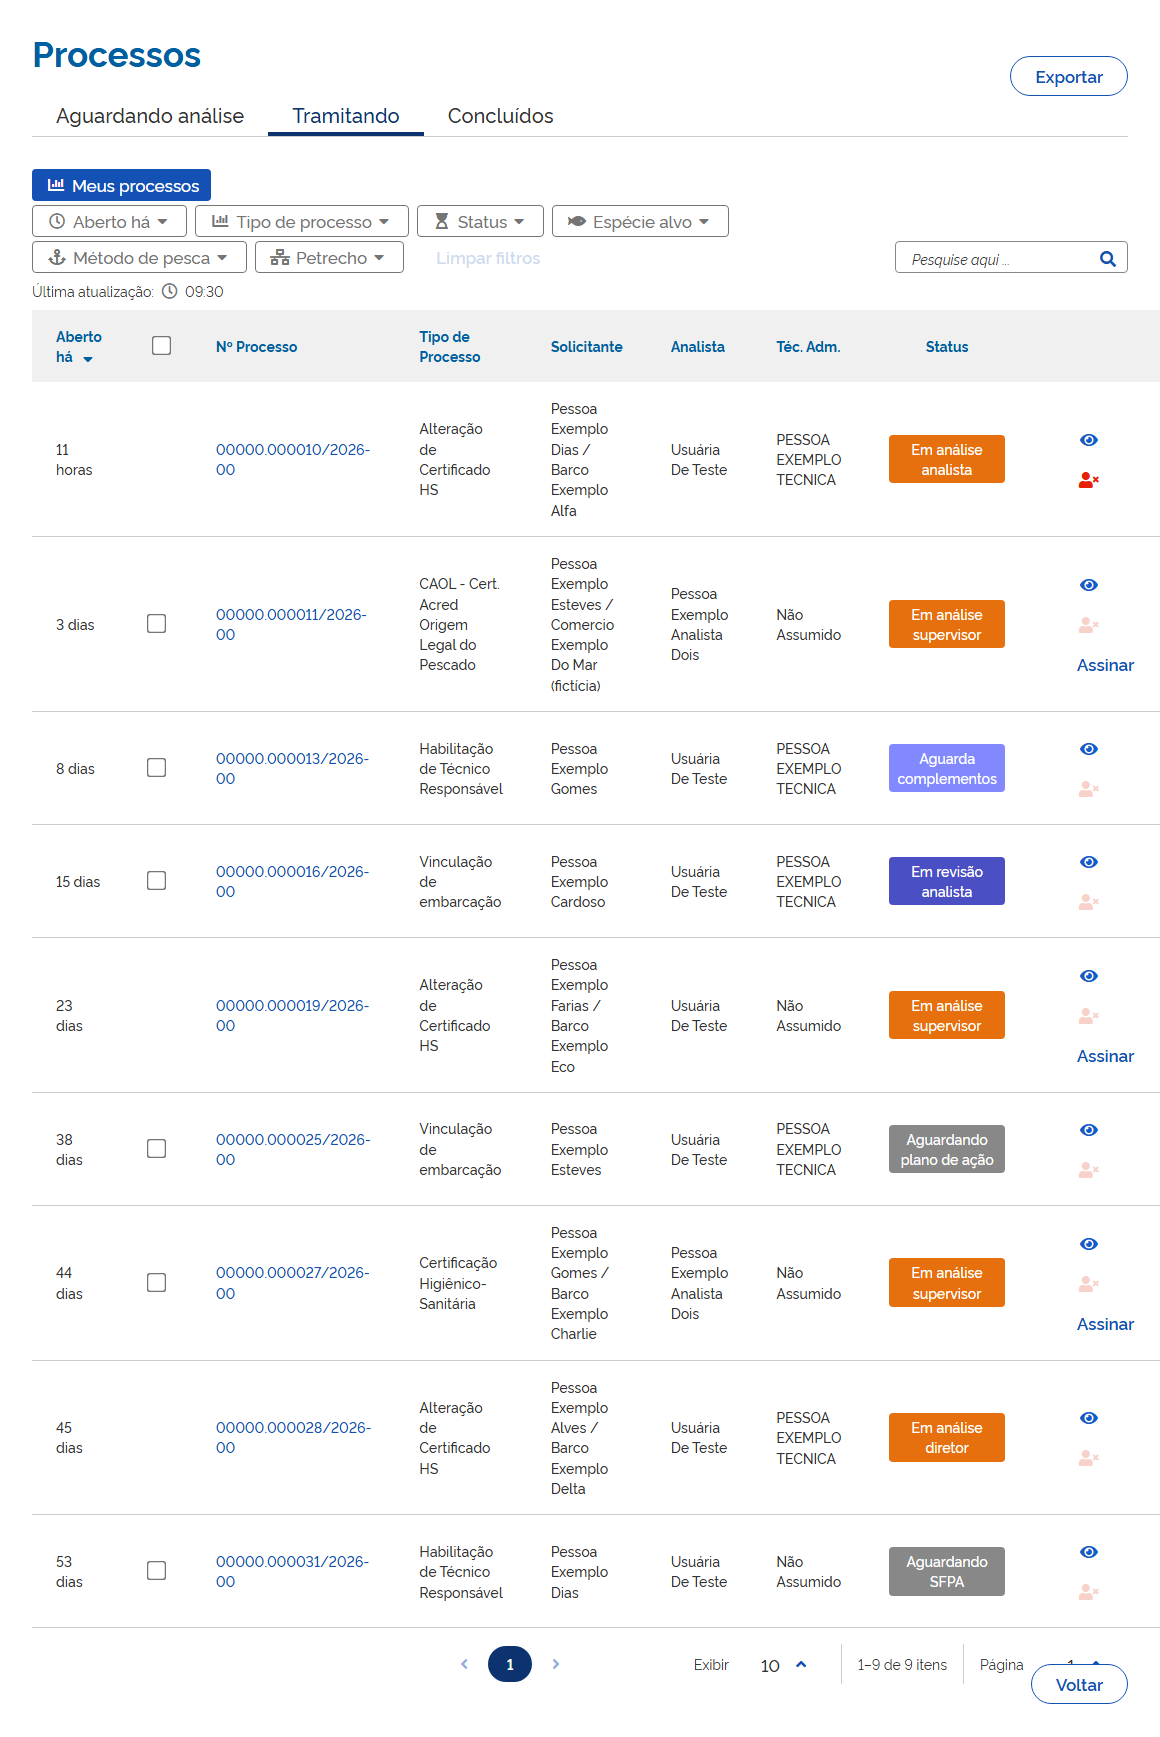 Processos
Exportar
Aguardando análise
Tramitando
Concluídos
Meus processos
Aberto há
Tipo de processo
Status
Espécie alvo
Método de pesca
Petrecho
Limpar filtros
Pesquise aqui ...
Última atualização: 09:30
Aberto
há
Nº Processo
Tipo de
Processo
Solicitante
Analista
Téc. Adm.
Status
11
horas
00000.000010/2026-
00
Alteração
de
Certificado
HS
Pessoa
Exemplo
Dias /
Barco
Exemplo
Alfa
Usuária
De Teste
PESSOA
EXEMPLO
TECNICA
Em análise
analista
3 dias
00000.000011/2026-
00
CAOL - Cert.
Acred
Origem
Legal do
Pescado
Pessoa
Exemplo
Esteves /
Comercio
Exemplo
Do Mar
(fictícia)
Pessoa
Exemplo
Analista
Dois
Não
Assumido
Em análise
supervisor
Assinar
8 dias
00000.000013/2026-
00
Habilitação
de Técnico
Responsável
Pessoa
Exemplo
Gomes
Usuária
De Teste
PESSOA
EXEMPLO
TECNICA
Aguarda
complementos
15 dias
00000.000016/2026-
00
Vinculação
de
embarcação
Pessoa
Exemplo
Cardoso
Usuária
De Teste
PESSOA
EXEMPLO
TECNICA
Em revisão
analista
23
dias
00000.000019/2026-
00
Alteração
de
Certificado
HS
Pessoa
Exemplo
Farias /
Barco
Exemplo
Eco
Usuária
De Teste
Não
Assumido
Em análise
supervisor
Assinar
38
dias
00000.000025/2026-
00
Vinculação
de
embarcação
Pessoa
Exemplo
Esteves
Usuária
De Teste
PESSOA
EXEMPLO
TECNICA
Aguardando
plano de ação
44
dias
00000.000027/2026-
00
Certificação
Higiênico-
Sanitária
Pessoa
Exemplo
Gomes /
Barco
Exemplo
Charlie
Pessoa
Exemplo
Analista
Dois
Não
Assumido
Em análise
supervisor
Assinar
45
dias
00000.000028/2026-
00
Alteração
de
Certificado
HS
Pessoa
Exemplo
Alves /
Barco
Exemplo
Delta
Usuária
De Teste
PESSOA
EXEMPLO
TECNICA
Em análise
diretor
53
dias
00000.000031/2026-
00
Habilitação
de Técnico
Responsável
Pessoa
Exemplo
Dias
Usuária
De Teste
Não
Assumido
Aguardando
SFPA
1
Exibir
10
1–9 de 9 itens
Página
Voltar